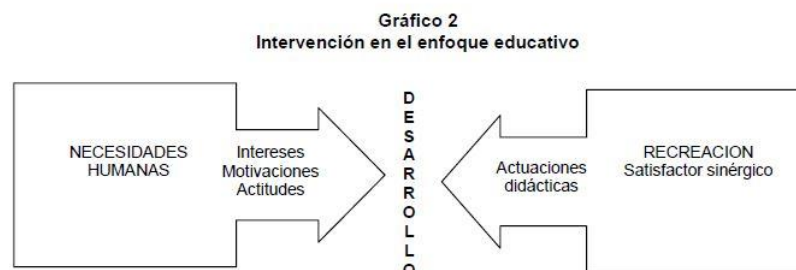 Gráfico 2
Intervención en el enfoque educativo
NECESIDADES
HUMANAS
Intereses
Motivaciones
Actitudes
D
E
S
A
R
R
O
L
L
O
Actuaciones
didácticas
RECREACION
Satisfactor sinérgico